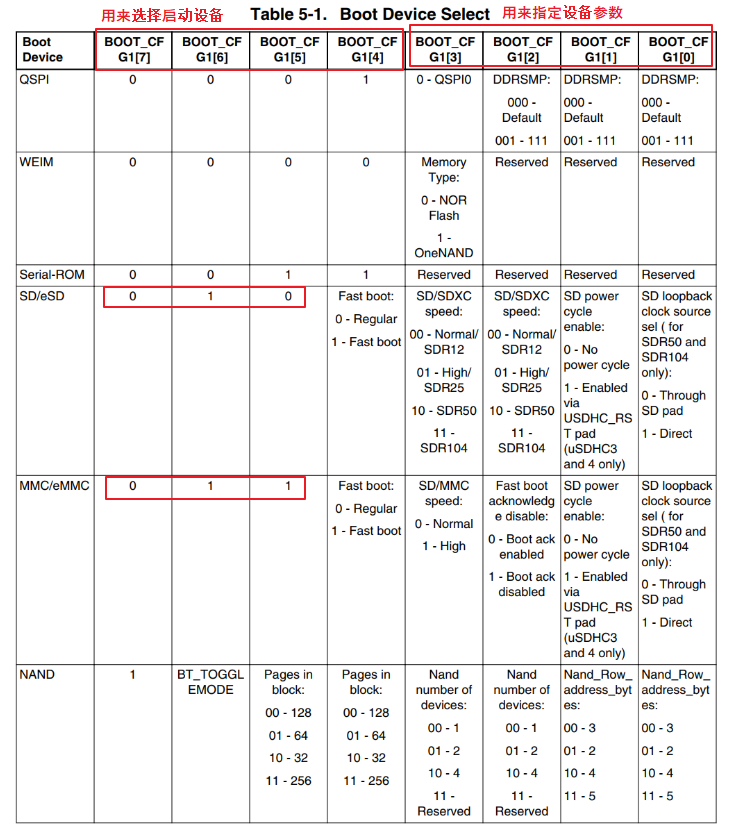 用来选择启动设备
Table 5-1. Boot Device Select
用来指定设备参数
Boot Device
BOOT_CFG1[7]
BOOT_CFG1[6]
BOOT_CFG1[5]
BOOT_CFG1[4]
BOOT_CFG1[3]
BOOT_CFG1[2]
BOOT_CFG1[1]
BOOT_CFG1[0]
QSPI
0
0
0
1
0 - QSPI0
DDRSMP:
000 - Default
001 - 111
DDRSMP:
000 - Default
001 - 111
DDRSMP:
000 - Default
001 - 111
WEIM
0
0
0
0
Memory Type:
0 - NOR Flash
1 - OneNAND
Reserved
Reserved
Reserved
Serial-ROM
0
0
1
1
Reserved
Reserved
Reserved
Reserved
SD/eSD
0
1
0
Fast boot:
0 - Regular
1 - Fast boot
SD/SDXC speed:
00 - Normal/SDR12
01 - High/SDR25
10 - SDR50
11 - SDR104
SD/SDXC speed:
00 - Normal/SDR12
01 - High/SDR25
10 - SDR50
11 - SDR104
SD power cycle enable:
0 - No power cycle
1 - Enabled via USDHC_RST pad (uSDHC3 and 4 only)
SD loopback clock source sel ( for SDR50 and SDR104 only):
0 - Through SD pad
1 - Direct
MMC/eMMC
0
1
1
Fast boot:
0 - Regular
1 - Fast boot
SD/MMC speed:
0 - Normal
1 - High
Fast boot acknowledge disable:
0 - Boot ack enabled
1 - Boot ack disabled
SD power cycle enable:
0 - No power cycle
1 - Enabled via USDHC_RST pad (uSDHC3 and 4 only)
SD loopback clock source sel ( for SDR50 and SDR104 only):
0 - Through SD pad
1 - Direct
NAND
1
BT_TOGGLEMODE
Pages in block:
00 - 128
01 - 64
10 - 32
11 - 256
Pages in block:
00 - 128
01 - 64
10 - 32
11 - 256
Nand number of devices:
00 - 1
01 - 2
10 - 4
11 - Reserved
Nand number of devices:
00 - 1
01 - 2
10 - 4
11 - Reserved
Nand_Row_address_bytes:
00 - 3
01 - 2
10 - 4
11 - 5
Nand_Row_address_bytes:
00 - 3
01 - 2
10 - 4
11 - 5